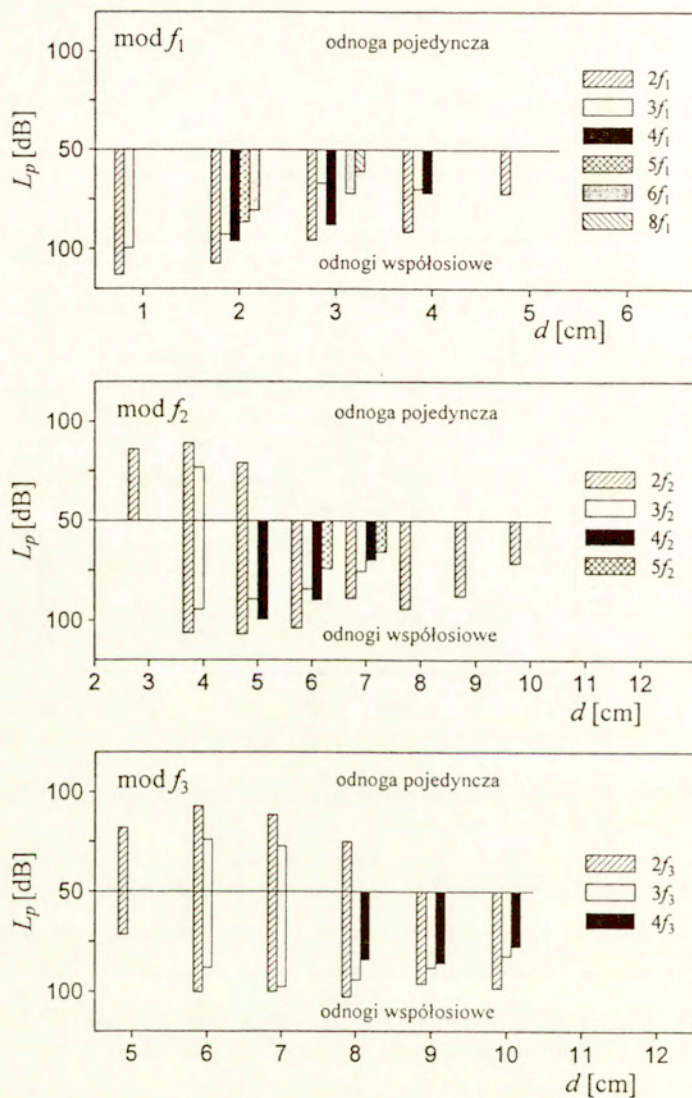 mod f₁
odnoga pojedyncza
100
50
100
Lₚ [dB]
2f₁
3f₁
4f₁
5f₁
6f₁
8f₁
odnogi współosiowe
1 2 3 4 5 6
d [cm]
mod f₂
odnoga pojedyncza
100
50
100
Lₚ [dB]
2f₂
3f₂
4f₂
5f₂
odnogi współosiowe
2 3 4 5 6 7 8 9 10 11 12
d [cm]
mod f₃
odnoga pojedyncza
100
50
100
Lₚ [dB]
2f₃
3f₃
4f₃
odnogi współosiowe
5 6 7 8 9 10 11 12
d [cm]